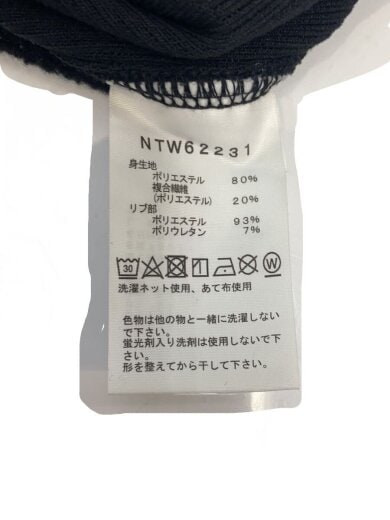 NTW62231
身生地
ポリエステル 80%
複合繊維
(ポリエステル) 20%
リブ部
ポリエステル 93%
ポリウレタン 7%
30 W
洗濯ネット使用、あて布使用
色物は他の物と一緒に洗濯しない
で下さい。
蛍光剤入り洗剤は使用しないで下
さい。
形を整えてから干して下さい。